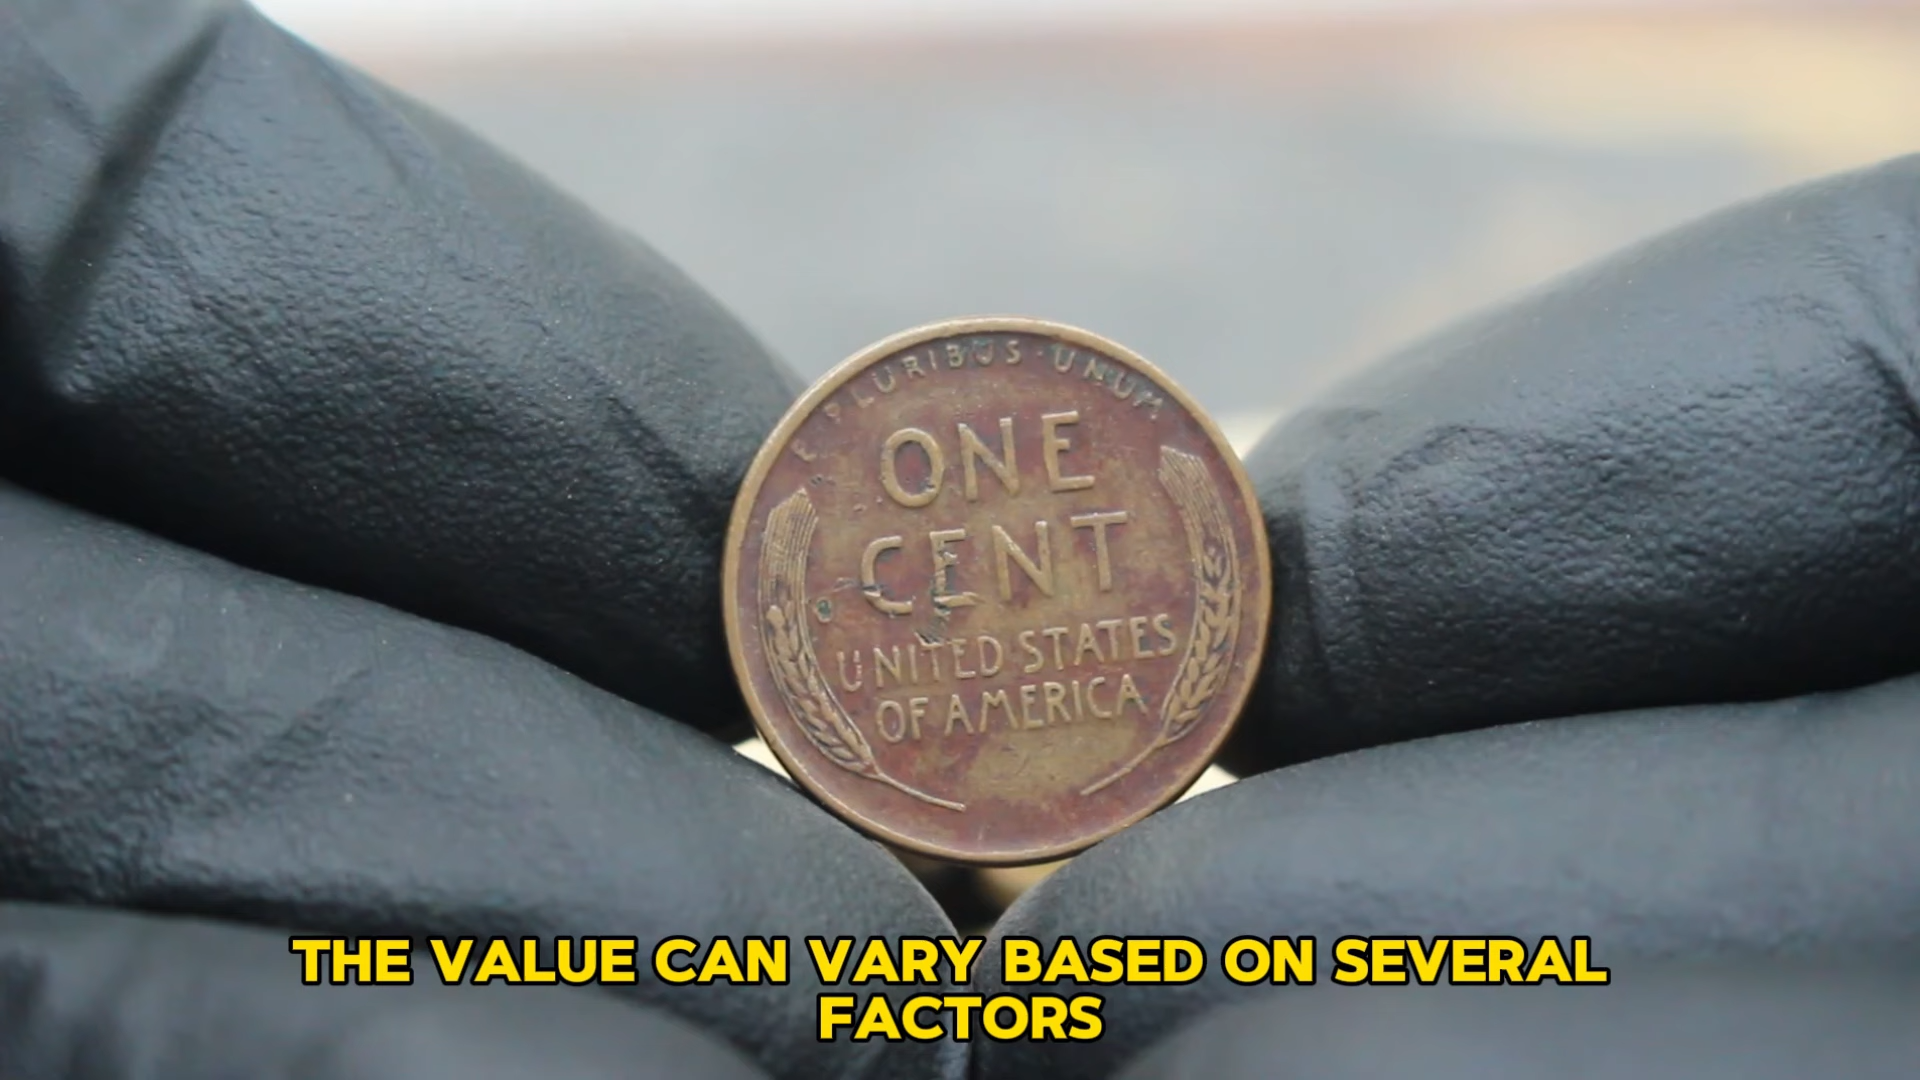 E PLURIBUS · UNUM
ONE
CENT
UNITED STATES
OF AMERICA
THE VALUE CAN VARY BASED ON SEVERAL
FACTORS